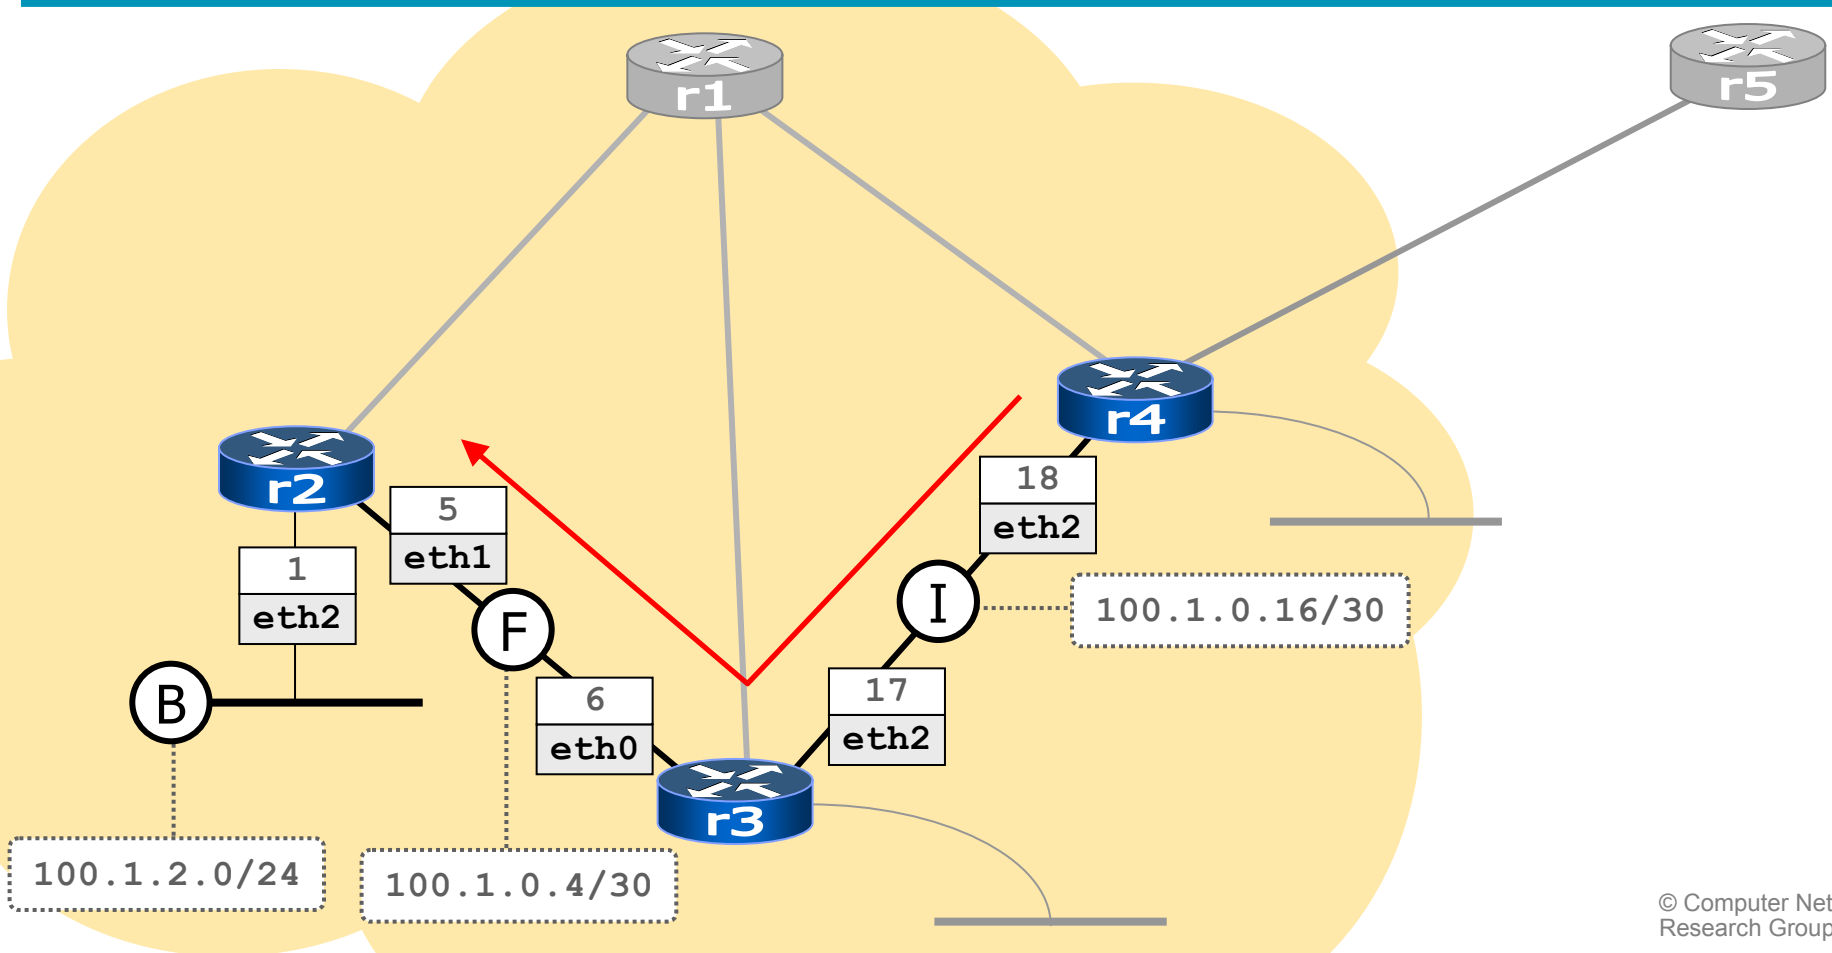 r1
r5
r4
r2
18
eth2
5
eth1
1
eth2
I
100.1.0.16/30
F
B
17
eth2
6
eth0
r3
100.1.2.0/24
100.1.0.4/30
© Computer Net
Research Group